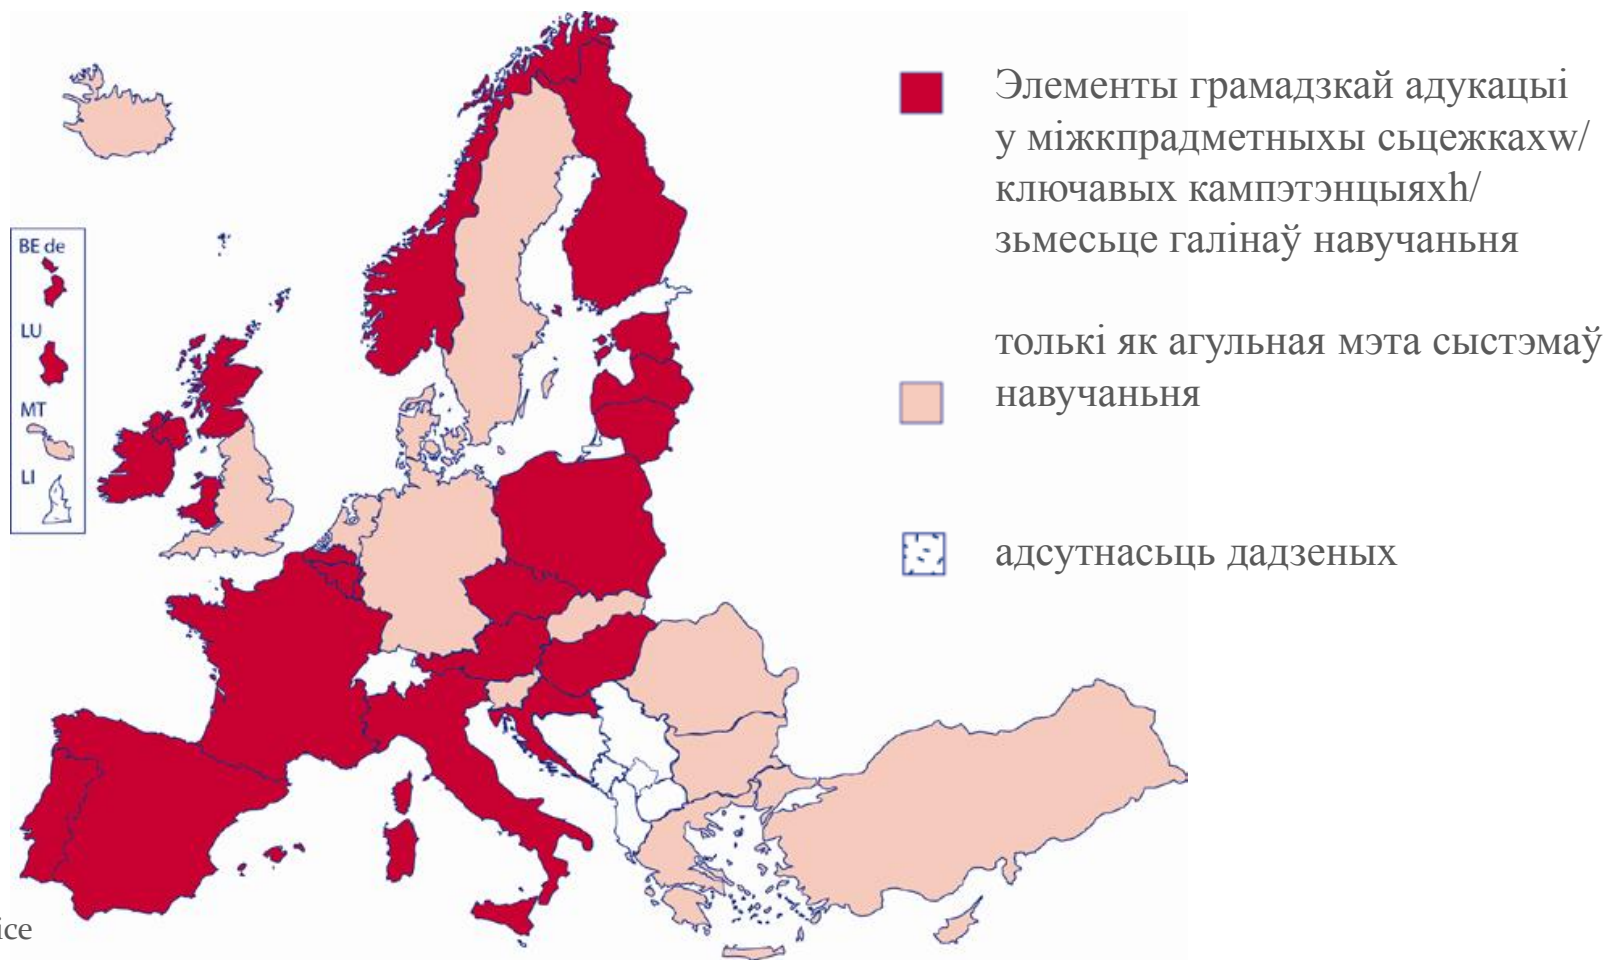 Элементы грамадзкай адукацыі
у міжкпрадметныхы сьцежкахw/
ключавых кампэтэнцыяхh/
зьмесьце галінаў навучаньня
толькі як агульная мэта сыстэмаў
навучаньня
адсутнасьць дадзеных
BE de
LU
MT
LI
ice